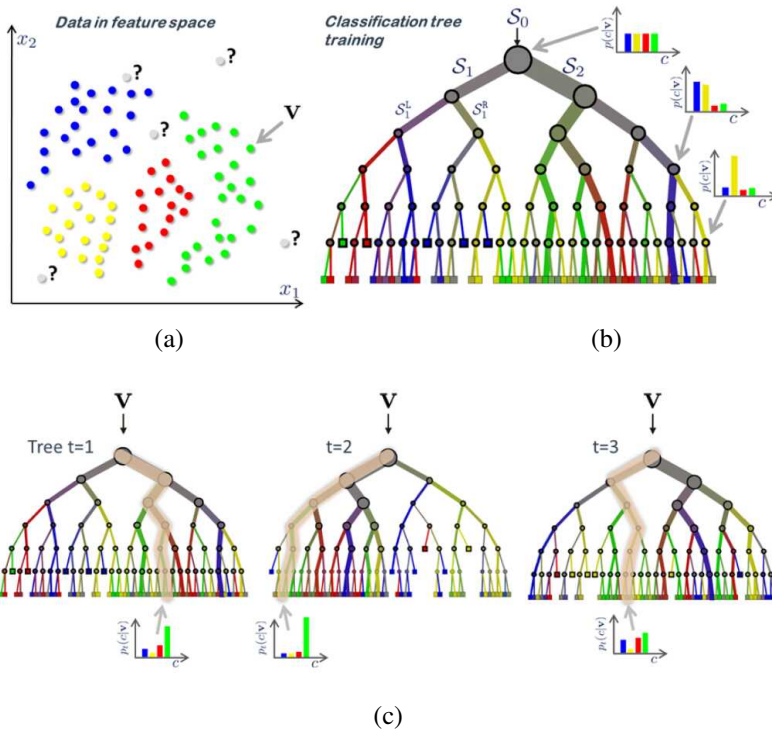 Data in feature space
x₂
?
?
?
v
?
?
x₁
(a)
Classification tree
training
S₀
S₁
S₂
S₁ᴸ
S₁ᴿ
p(c|v)
c
p(c|v)
c
p(c|v)
c
(b)
v
Tree t=1
pₜ(c|v)
c
v
t=2
pₜ(c|v)
c
v
t=3
pₜ(c|v)
c
(c)